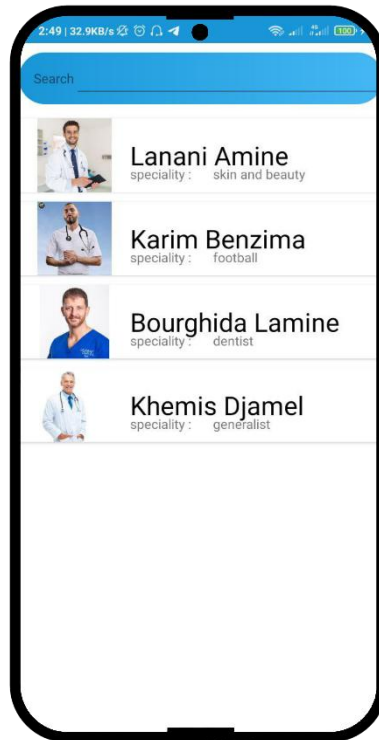 2:49 | 32.9KB/s
100
Search
Lanani Amine
speciality : skin and beauty
Karim Benzima
speciality : football
Bourghida Lamine
speciality : dentist
Khemis Djamel
speciality : generalist